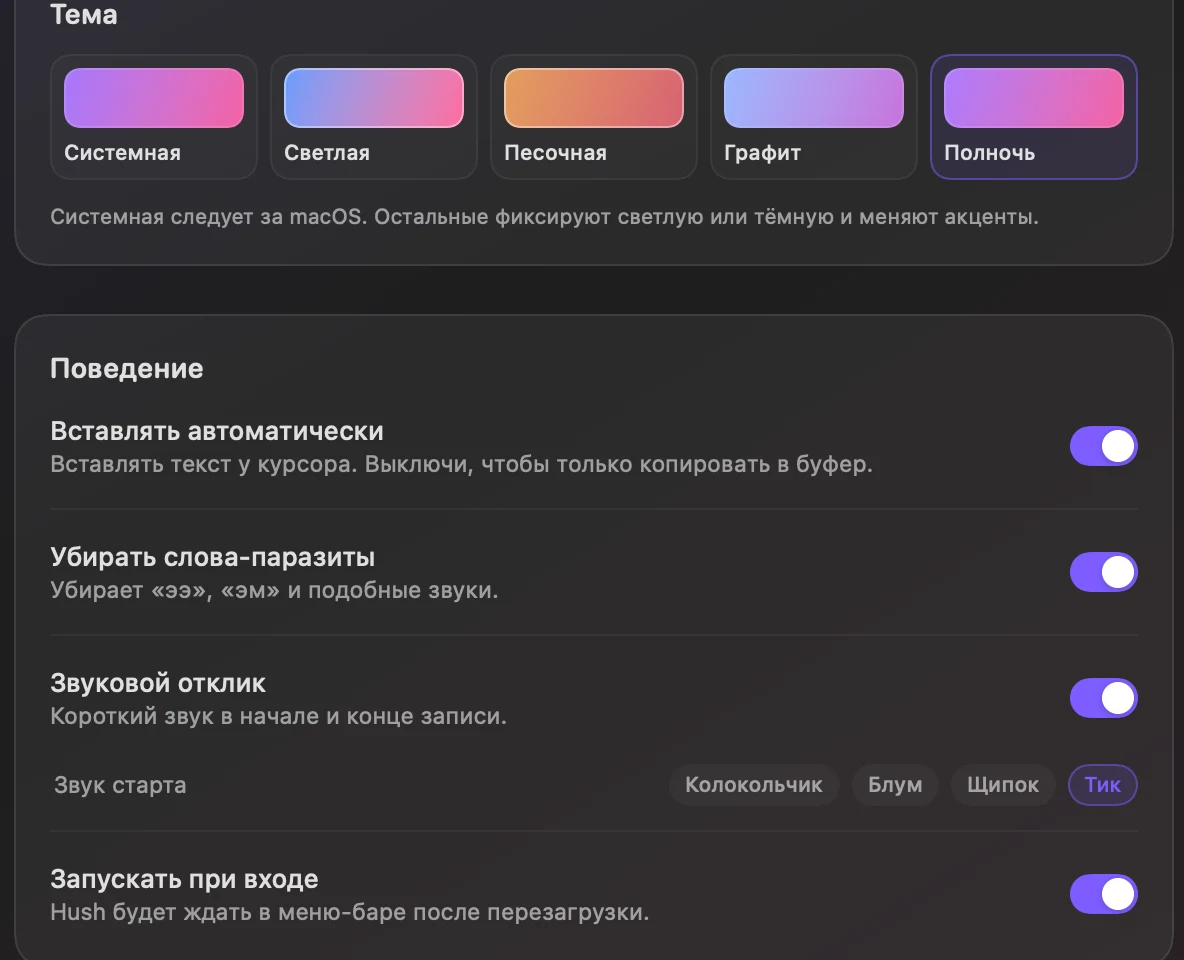 Тема
Системная
Светлая
Песочная
Графит
Полночь
Системная следует за macOS. Остальные фиксируют светлую или тёмную и меняют акценты.
Поведение
Вставлять автоматически
Вставлять текст у курсора. Выключи, чтобы только копировать в буфер.
Убирать слова-паразиты
Убирает «ээ», «эм» и подобные звуки.
Звуковой отклик
Короткий звук в начале и конце записи.
Звук старта
Колокольчик
Блум
Щипок
Тик
Запускать при входе
Hush будет ждать в меню-баре после перезагрузки.